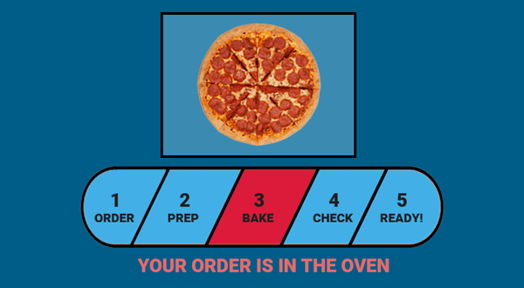 1 2 3 4 5
ORDER PREP BAKE CHECK READY!
YOUR ORDER IS IN THE OVEN